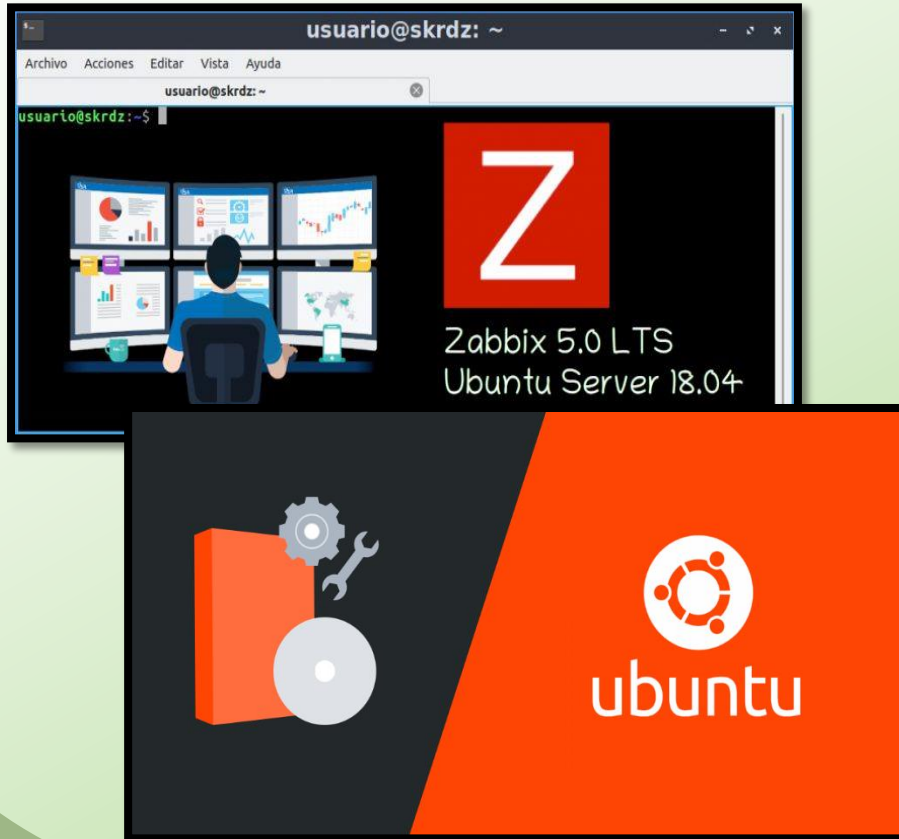 usuario@skrdz: ~
Archivo Acciones Editar Vista Ayuda
usuario@skrdz: ~
usuario@skrdz:~$
Z
Zabbix 5.0 LTS
Ubuntu Server 18.04
ubuntu